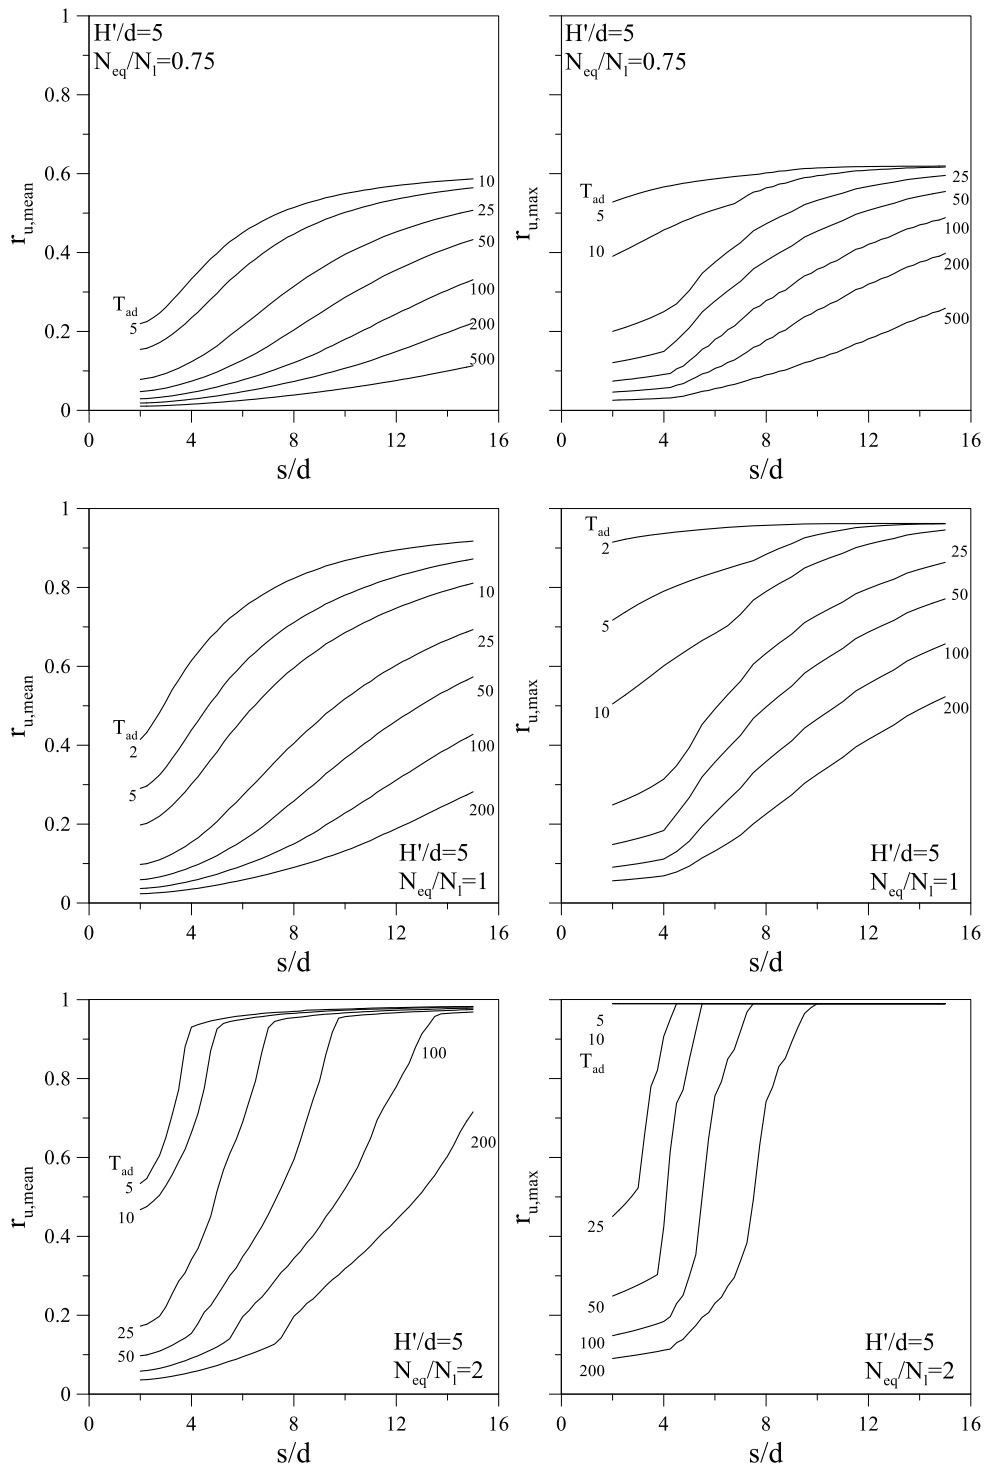 H'/d=5
N_eq/N_l=0.75
r_u,mean
1
0.8
0.6
0.4
0.2
0
T_ad
5
10
25
50
100
200
500
0 4 8 12 16
s/d
H'/d=5
N_eq/N_l=0.75
r_u,max
T_ad
5
10
25
50
100
200
500
0 4 8 12 16
s/d
r_u,mean
1
0.8
0.6
0.4
0.2
0
T_ad
2
5
10
25
50
100
200
H'/d=5
N_eq/N_l=1
0 4 8 12 16
s/d
r_u,max
T_ad
2
5
10
25
50
100
200
H'/d=5
N_eq/N_l=1
0 4 8 12 16
s/d
r_u,mean
1
0.8
0.6
0.4
0.2
0
T_ad
5
10
25
50
100
200
H'/d=5
N_eq/N_l=2
0 4 8 12 16
s/d
r_u,max
5
10
T_ad
25
50
100
200
H'/d=5
N_eq/N_l=2
0 4 8 12 16
s/d